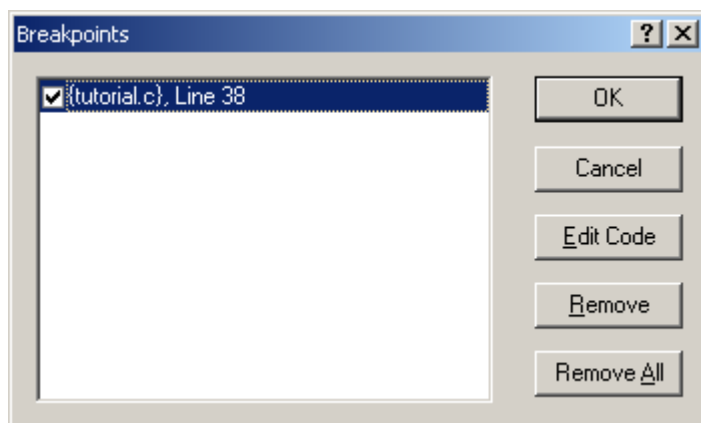 Breakpoints
{tutorial.c}, Line 38
OK
Cancel
Edit Code
Remove
Remove All